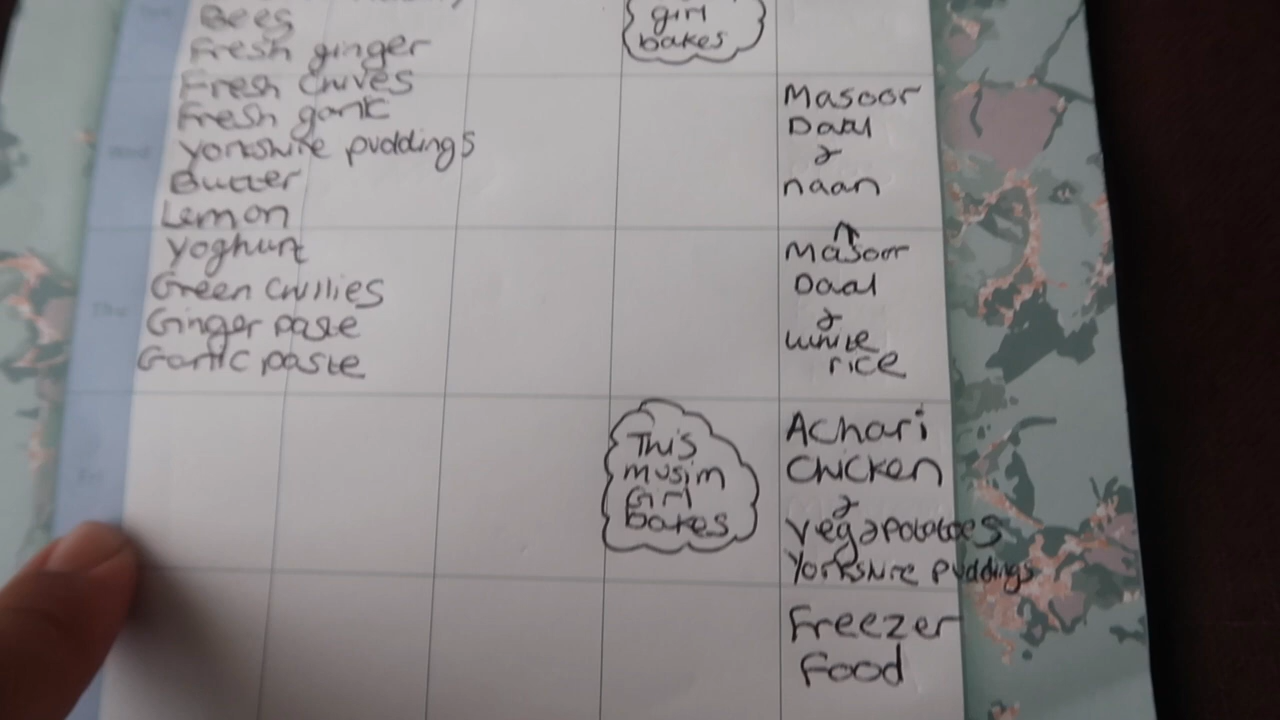 Bees
Fresh ginger
Fresh chives
Fresh garlic
Yorkshire puddings
Butter
Lemon
Yoghurt
Green chillies
Ginger paste
Garlic paste
girl
bakes
This
muslim
Girl
bakes
Masoor
Daal
&
naan
Masoor
Daal
&
white
rice
Achari
Chicken
&
Veg & potatoes
Yorkshire puddings
Freezer
Food